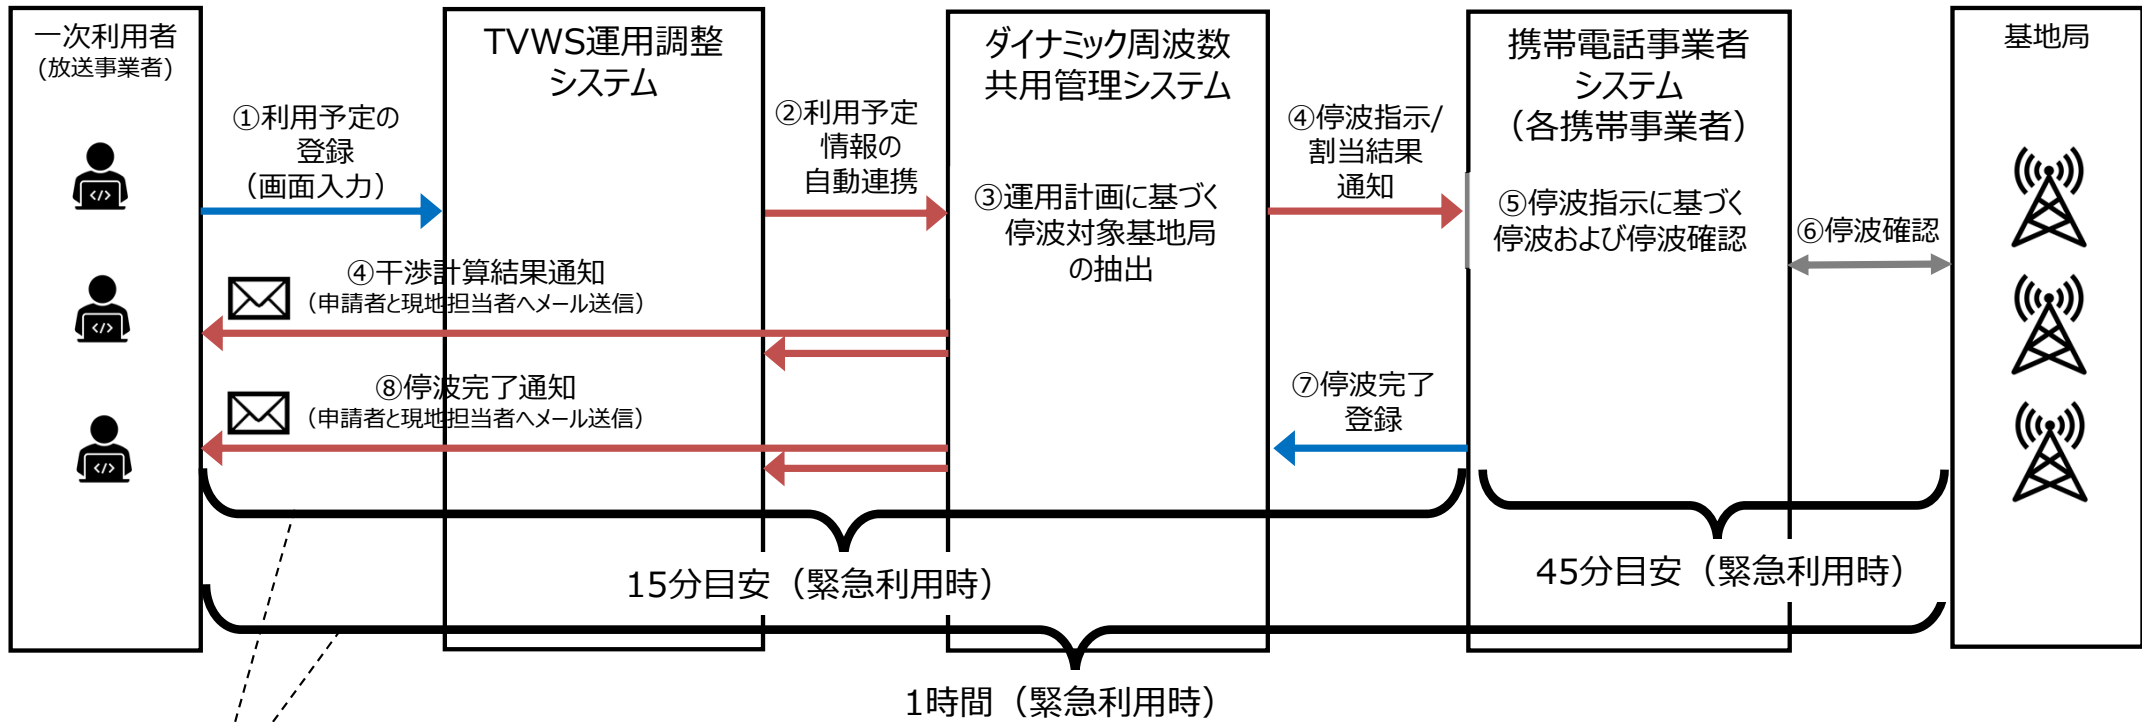 一次利用者
(放送事業者)
TVWS運用調整
システム
ダイナミック周波数
共用管理システム
携帯電話事業者
システム
（各携帯事業者）
基地局
①利用予定の
登録
（画面入力）
②利用予定
情報の
自動連携
③運用計画に基づく
停波対象基地局
の抽出
④停波指示/
割当結果
通知
⑤停波指示に基づく
停波および停波確認
⑥停波確認
④干渉計算結果通知
（申請者と現地担当者へメール送信）
⑧停波完了通知
（申請者と現地担当者へメール送信）
⑦停波完了
登録
</>
</>
</>
15分目安（緊急利用時）
45分目安（緊急利用時）
1時間（緊急利用時）